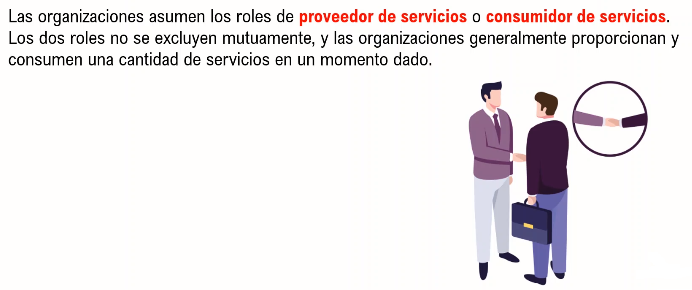 Las organizaciones asumen los roles de proveedor de servicios o consumidor de servicios.
Los dos roles no se excluyen mutuamente, y las organizaciones generalmente proporcionan y
consumen una cantidad de servicios en un momento dado.